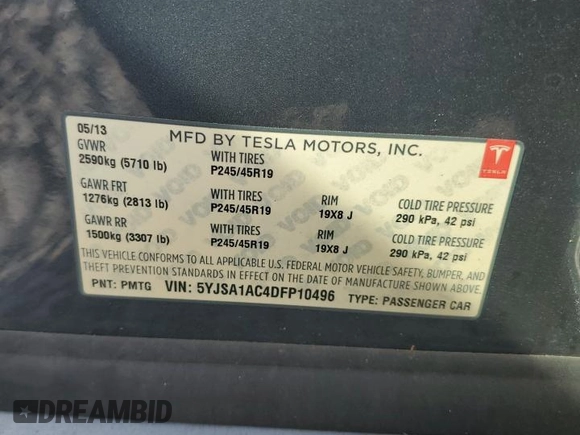 05/13
MFD BY TESLA MOTORS, INC.
TESLA
GVWR WITH TIRES
2590kg (5710 lb) P245/45R19
GAWR FRT WITH TIRES RIM COLD TIRE PRESSURE
1276kg (2813 lb) P245/45R19 19X8 J 290 kPa, 42 psi
GAWR RR WITH TIRES RIM COLD TIRE PRESSURE
1500kg (3307 lb) P245/45R19 19X8 J 290 kPa, 42 psi
THIS VEHICLE CONFORMS TO ALL APPLICABLE U.S. FEDERAL MOTOR VEHICLE SAFETY, BUMPER, AND
THEFT PREVENTION STANDARDS IN EFFECT ON THE DATE OF MANUFACTURE SHOWN ABOVE.
PNT: PMTG VIN: 5YJSA1AC4DFP10496 TYPE: PASSENGER CAR
DREAMBID